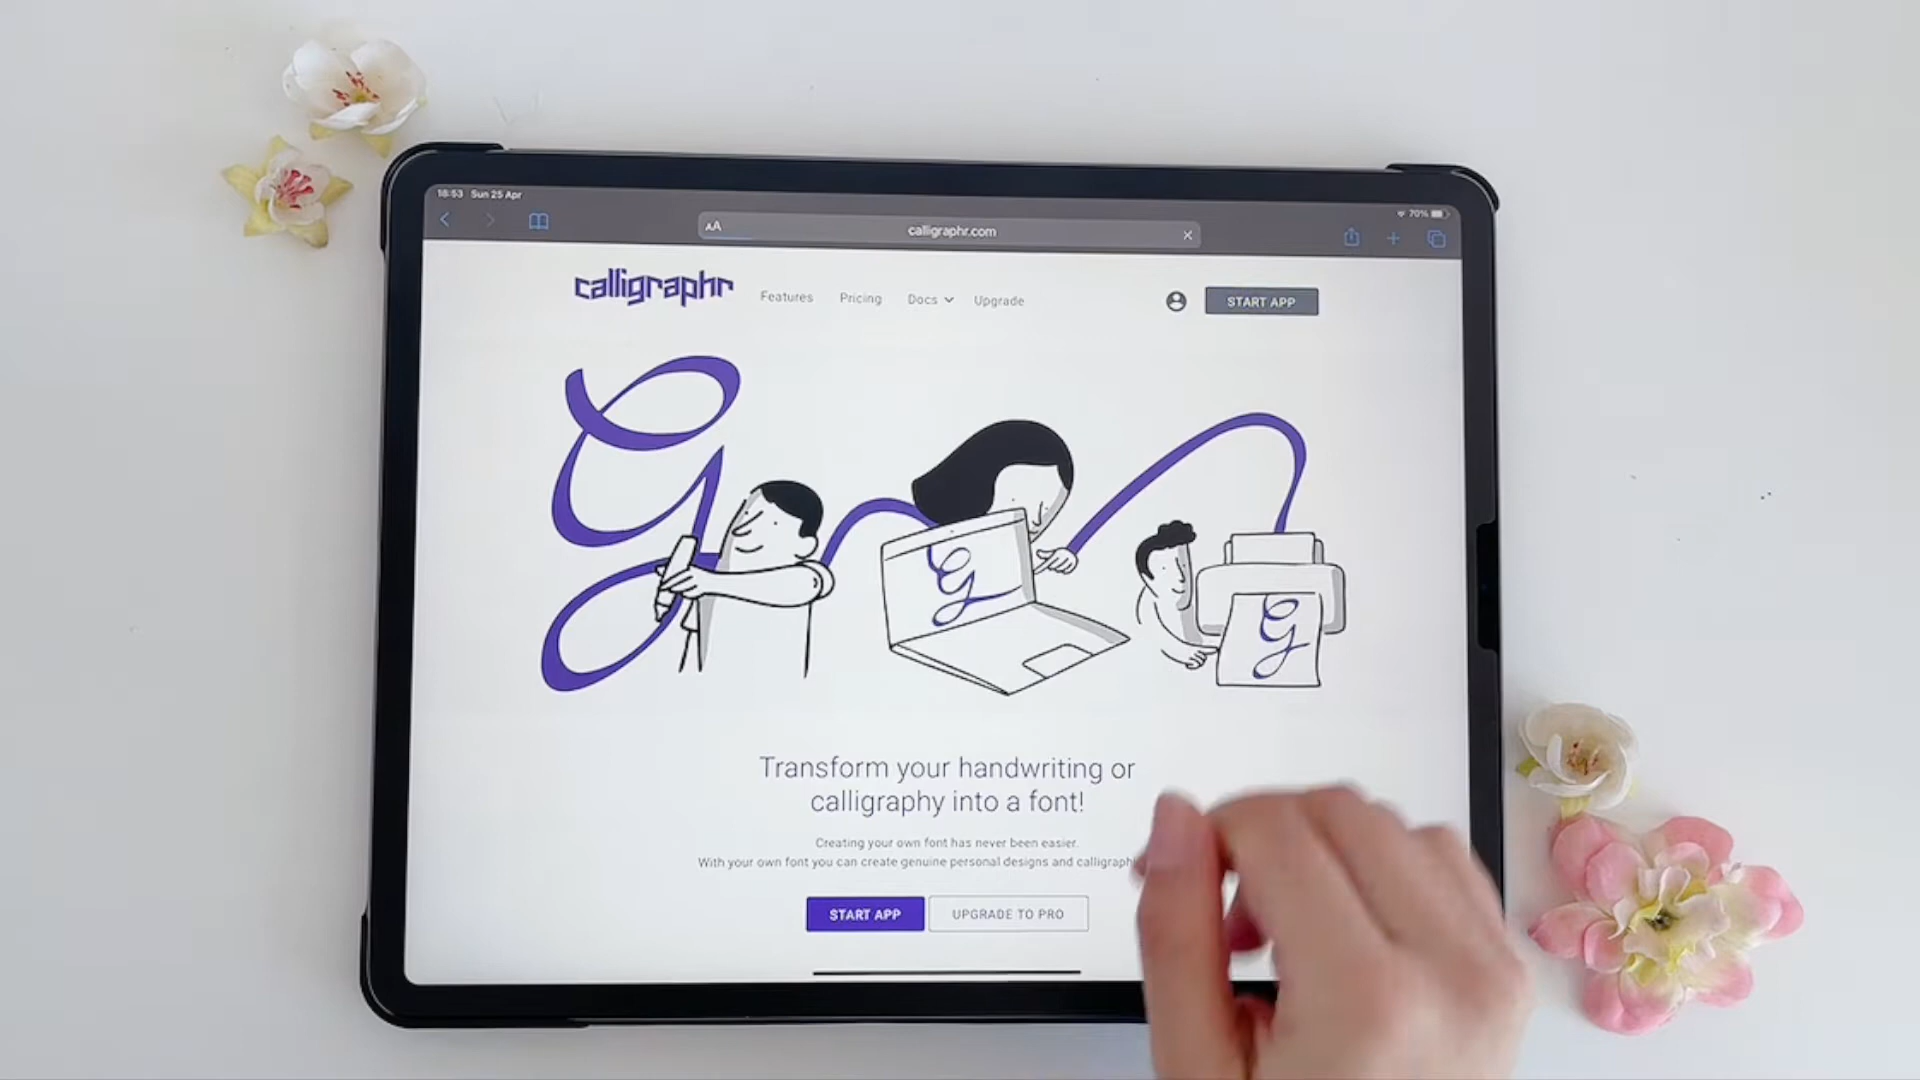 18:53 Sun 25 Apr
70%
AA
calligraphr.com
calligraphr
Features
Pricing
Docs
Upgrade
START APP
Transform your handwriting or
calligraphy into a font!
Creating your own font has never been easier.
With your own font you can create genuine personal designs and
START APP
UPGRADE TO PRO